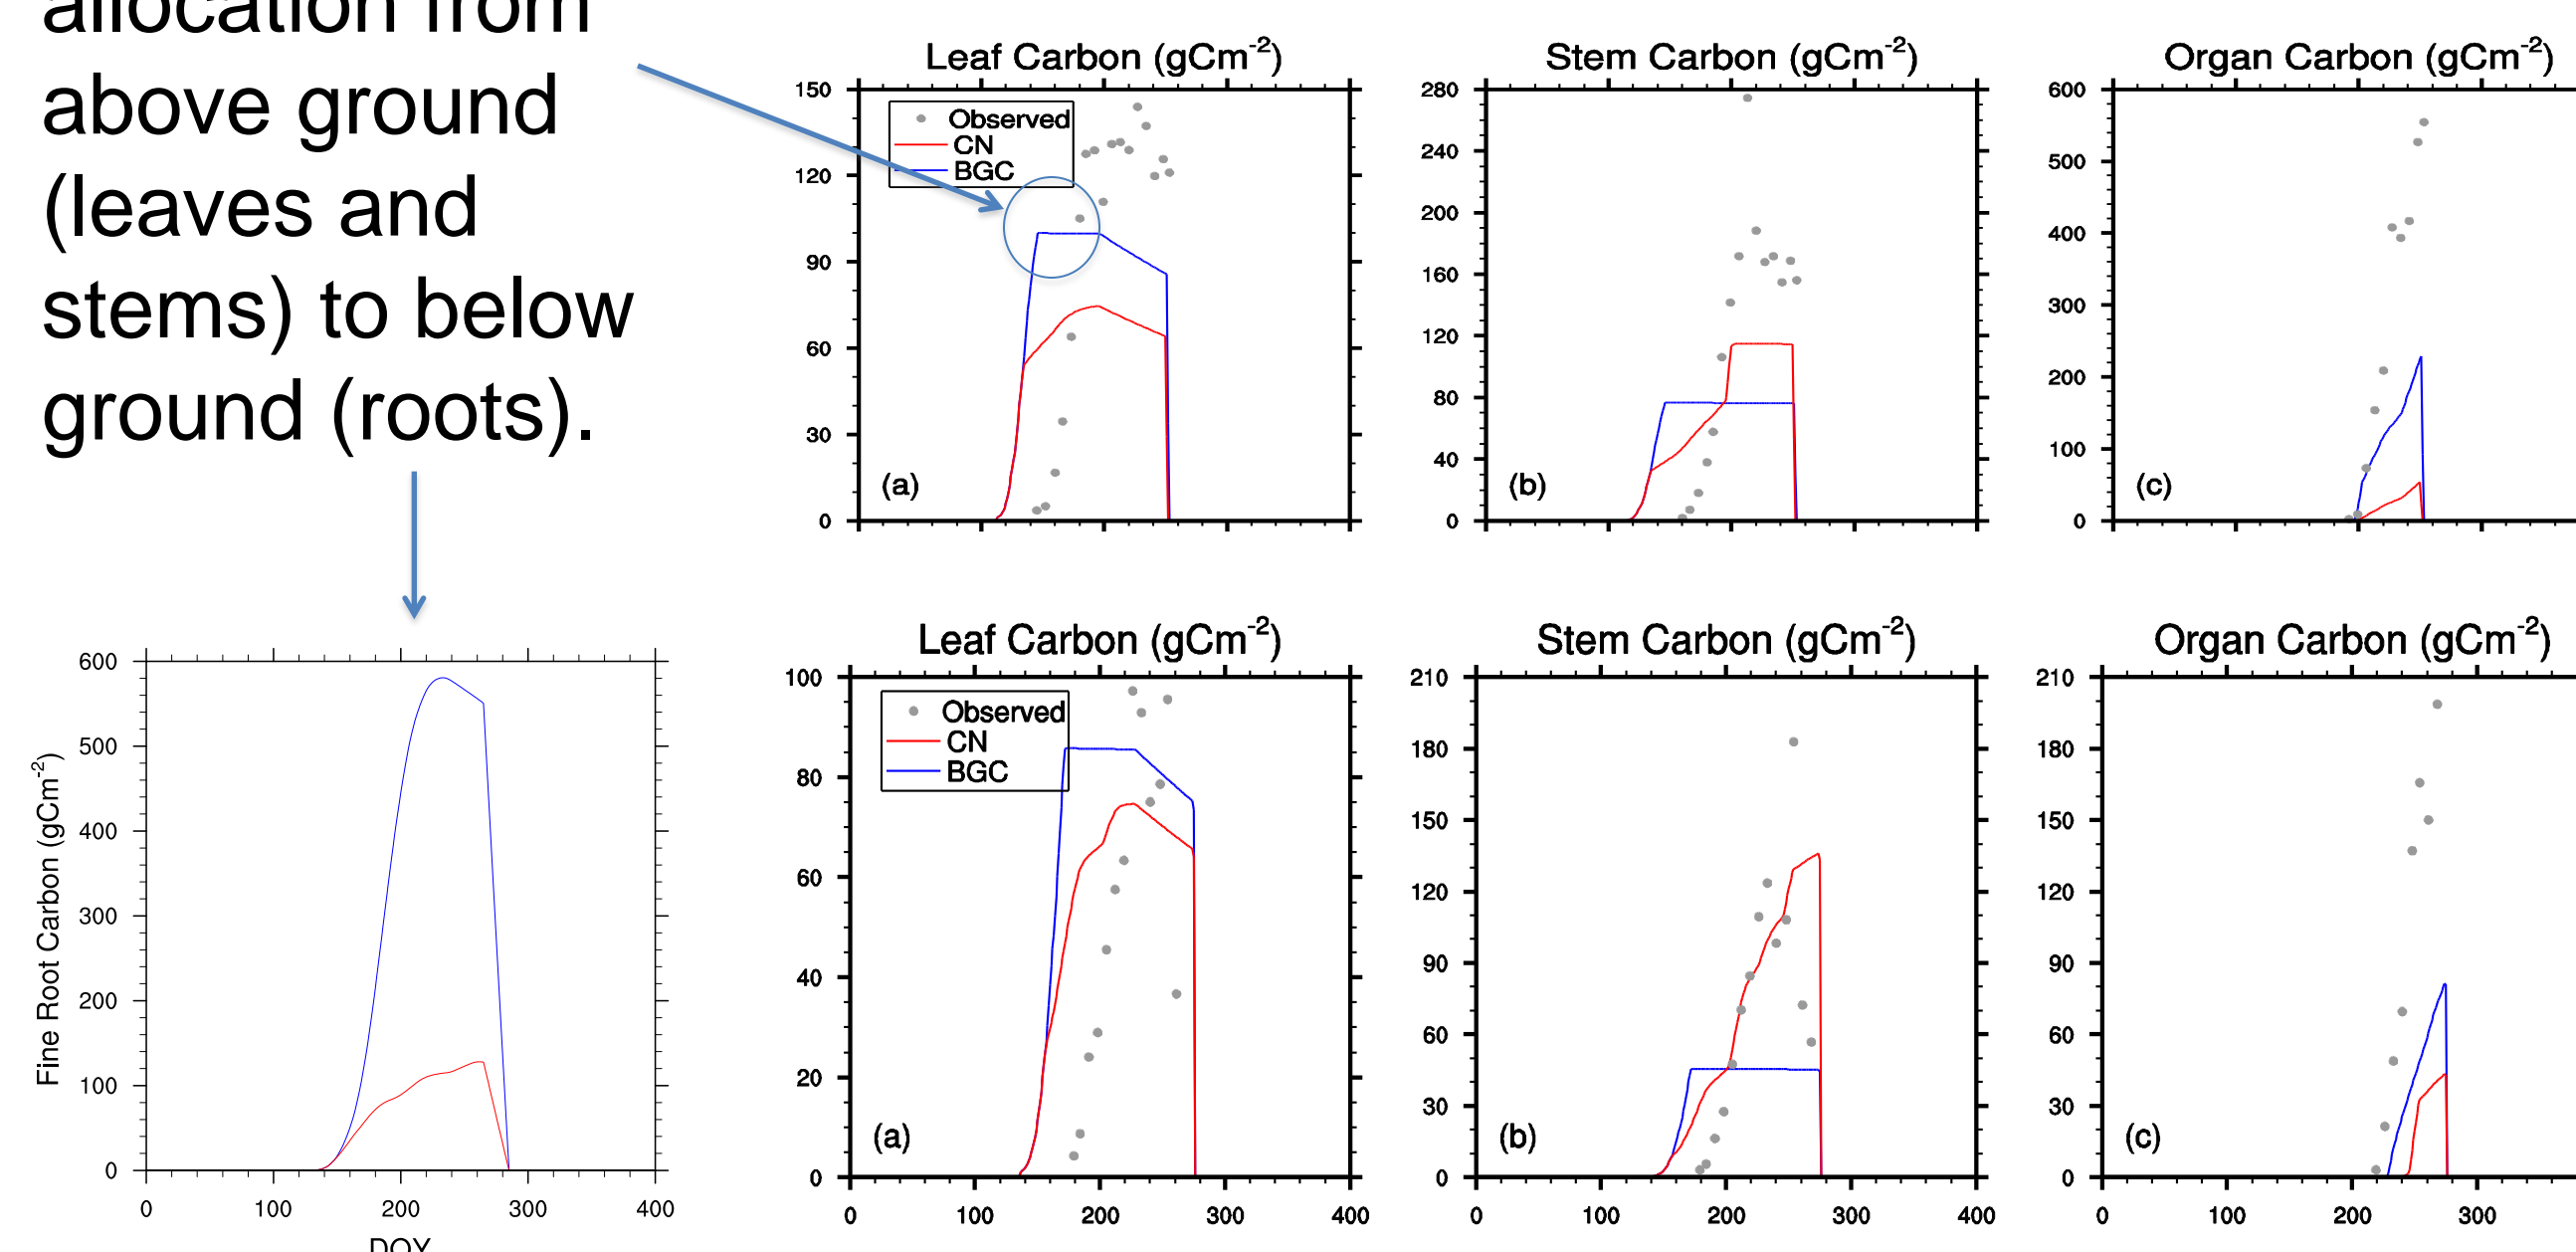 allocation from
above ground
(leaves and
stems) to below
ground (roots).
Leaf Carbon (gCm-2)
150
120
90
60
30
0
Observed
CN
BGC
(a)
Stem Carbon (gCm-2)
280
240
200
160
120
80
40
0
(b)
Organ Carbon (gCm-2)
600
500
400
300
200
100
0
(c)
Fine Root Carbon (gCm-2)
600
500
400
300
200
100
0
0 100 200 300 400
DOY
Leaf Carbon (gCm-2)
100
80
60
40
20
0
Observed
CN
BGC
(a)
0 100 200 300 400
Stem Carbon (gCm-2)
210
180
150
120
90
60
30
0
(b)
0 100 200 300 400
Organ Carbon (gCm-2)
210
180
150
120
90
60
30
0
(c)
0 100 200 300